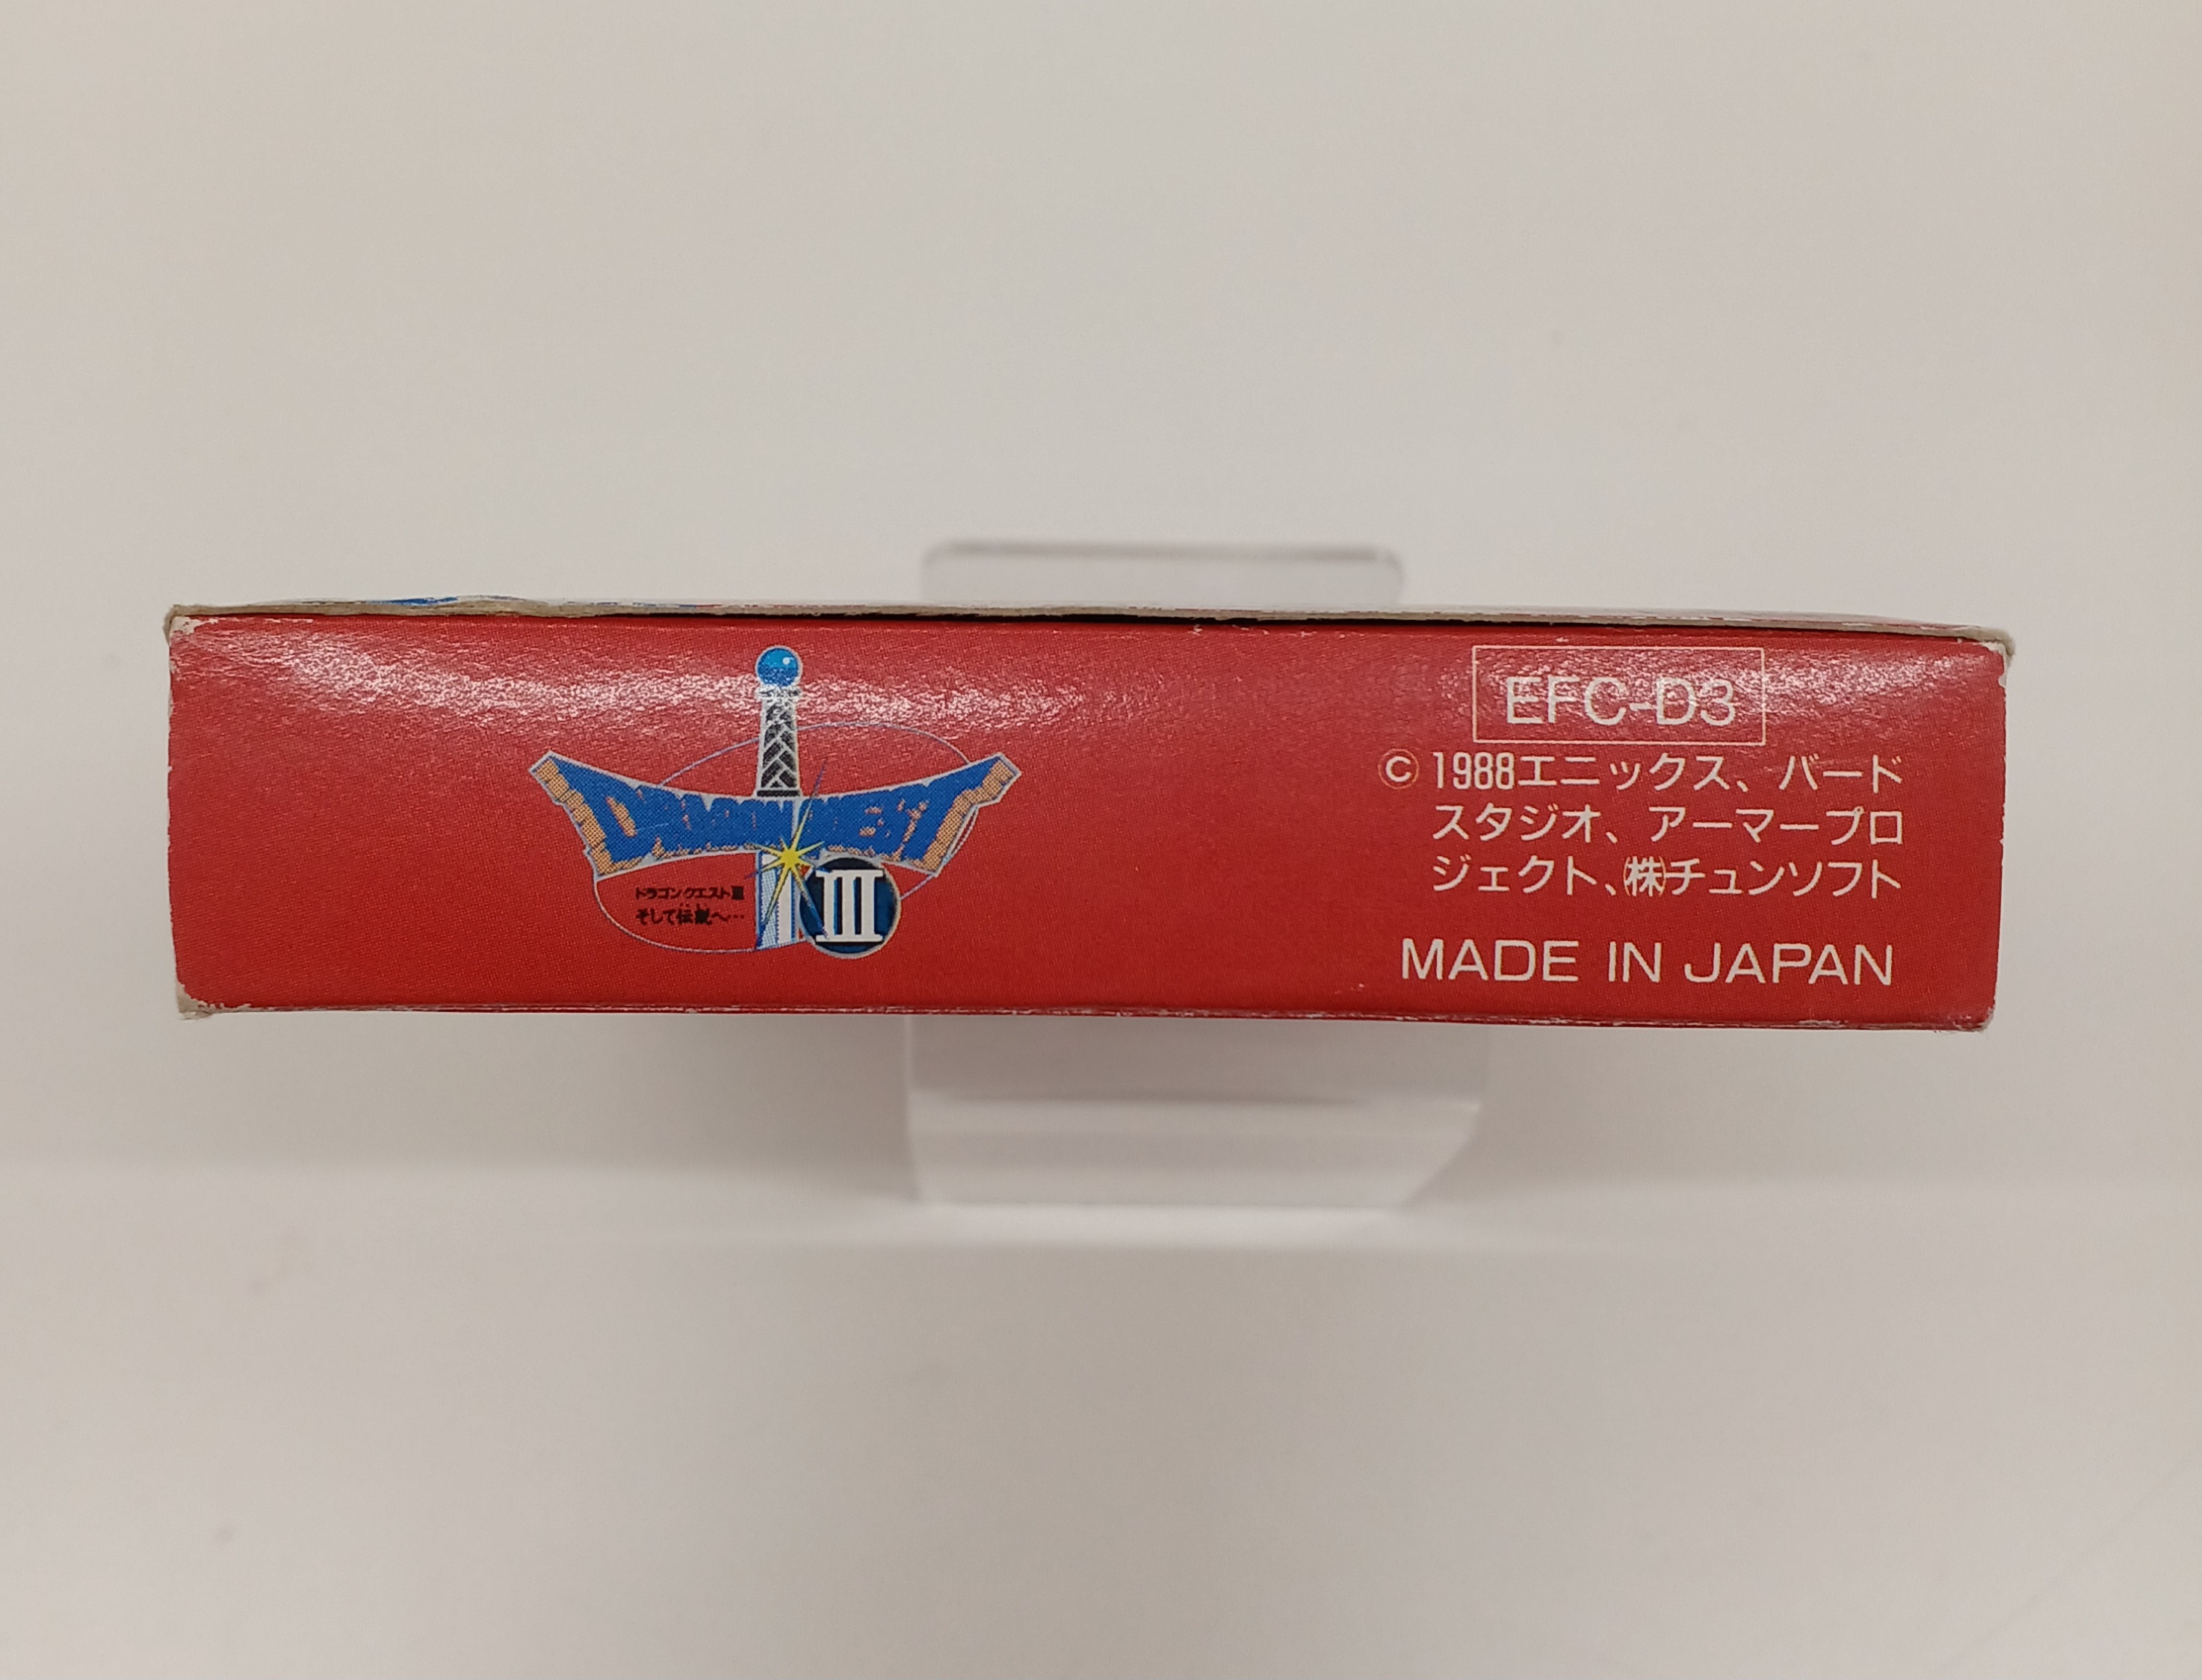 DRAGON QUEST
III
ドラゴンクエストIII
そして伝説へ…
EFC-D3
©1988エニックス、バード
スタジオ、アーマープロ
ジェクト、㈱チュンソフト
MADE IN JAPAN